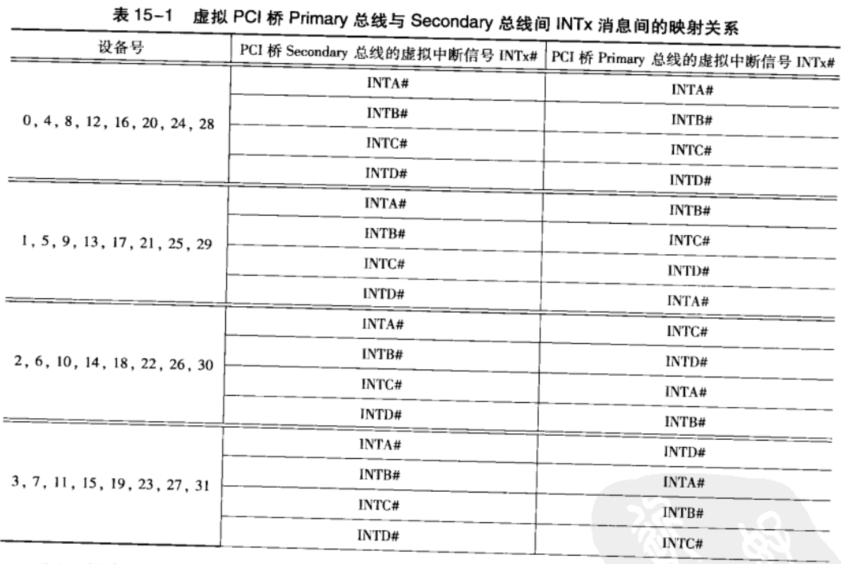 表 15-1 虚拟 PCI 桥 Primary 总线与 Secondary 总线间 INTx 消息间的映射关系
设备号 PCI 桥 Secondary 总线的虚拟中断信号 INTx# PCI 桥 Primary 总线的虚拟中断信号 INTx#
0, 4, 8, 12, 16, 20, 24, 28
INTA# INTA#
INTB# INTB#
INTC# INTC#
INTD# INTD#
1, 5, 9, 13, 17, 21, 25, 29
INTA# INTB#
INTB# INTC#
INTC# INTD#
INTD# INTA#
2, 6, 10, 14, 18, 22, 26, 30
INTA# INTC#
INTB# INTD#
INTC# INTA#
INTD# INTB#
3, 7, 11, 15, 19, 23, 27, 31
INTA# INTD#
INTB# INTA#
INTC# INTB#
INTD# INTC#